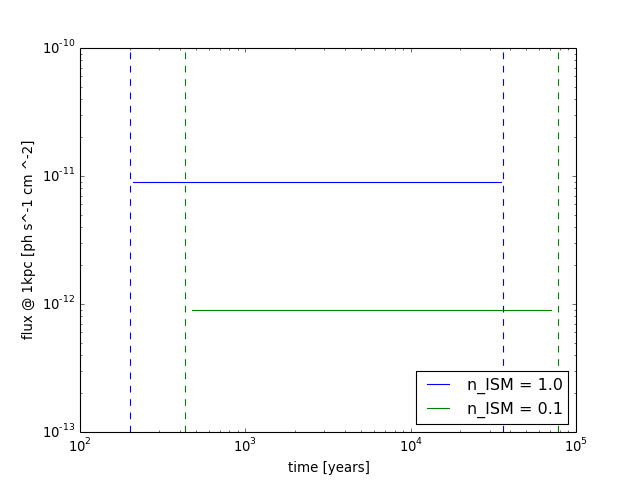 10^-10
10^-11
10^-12
10^-13
flux @ 1kpc [ph s^-1 cm ^-2]
n_ISM = 1.0
n_ISM = 0.1
10^2 10^3 10^4 10^5
time [years]